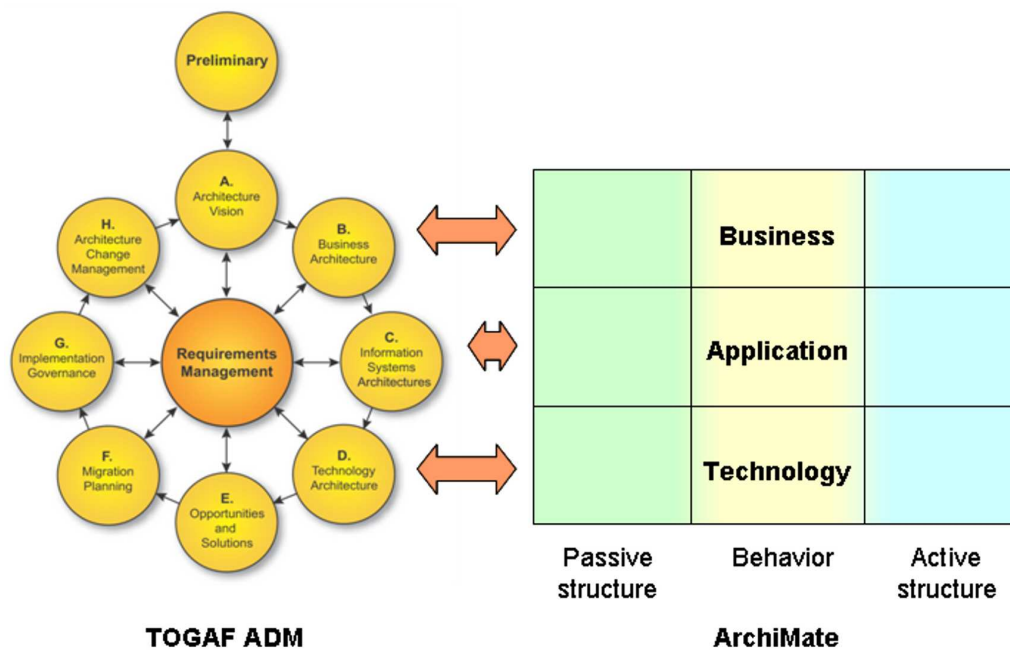 Preliminary
A.
Architecture
Vision
B.
Business
Architecture
C.
Information
Systems
Architectures
D.
Technology
Architecture
E.
Opportunities
and
Solutions
F.
Migration
Planning
G.
Implementation
Governance
H.
Architecture
Change
Management
Requirements
Management
TOGAF ADM
Business
Application
Technology
Passive
structure
Behavior
Active
structure
ArchiMate